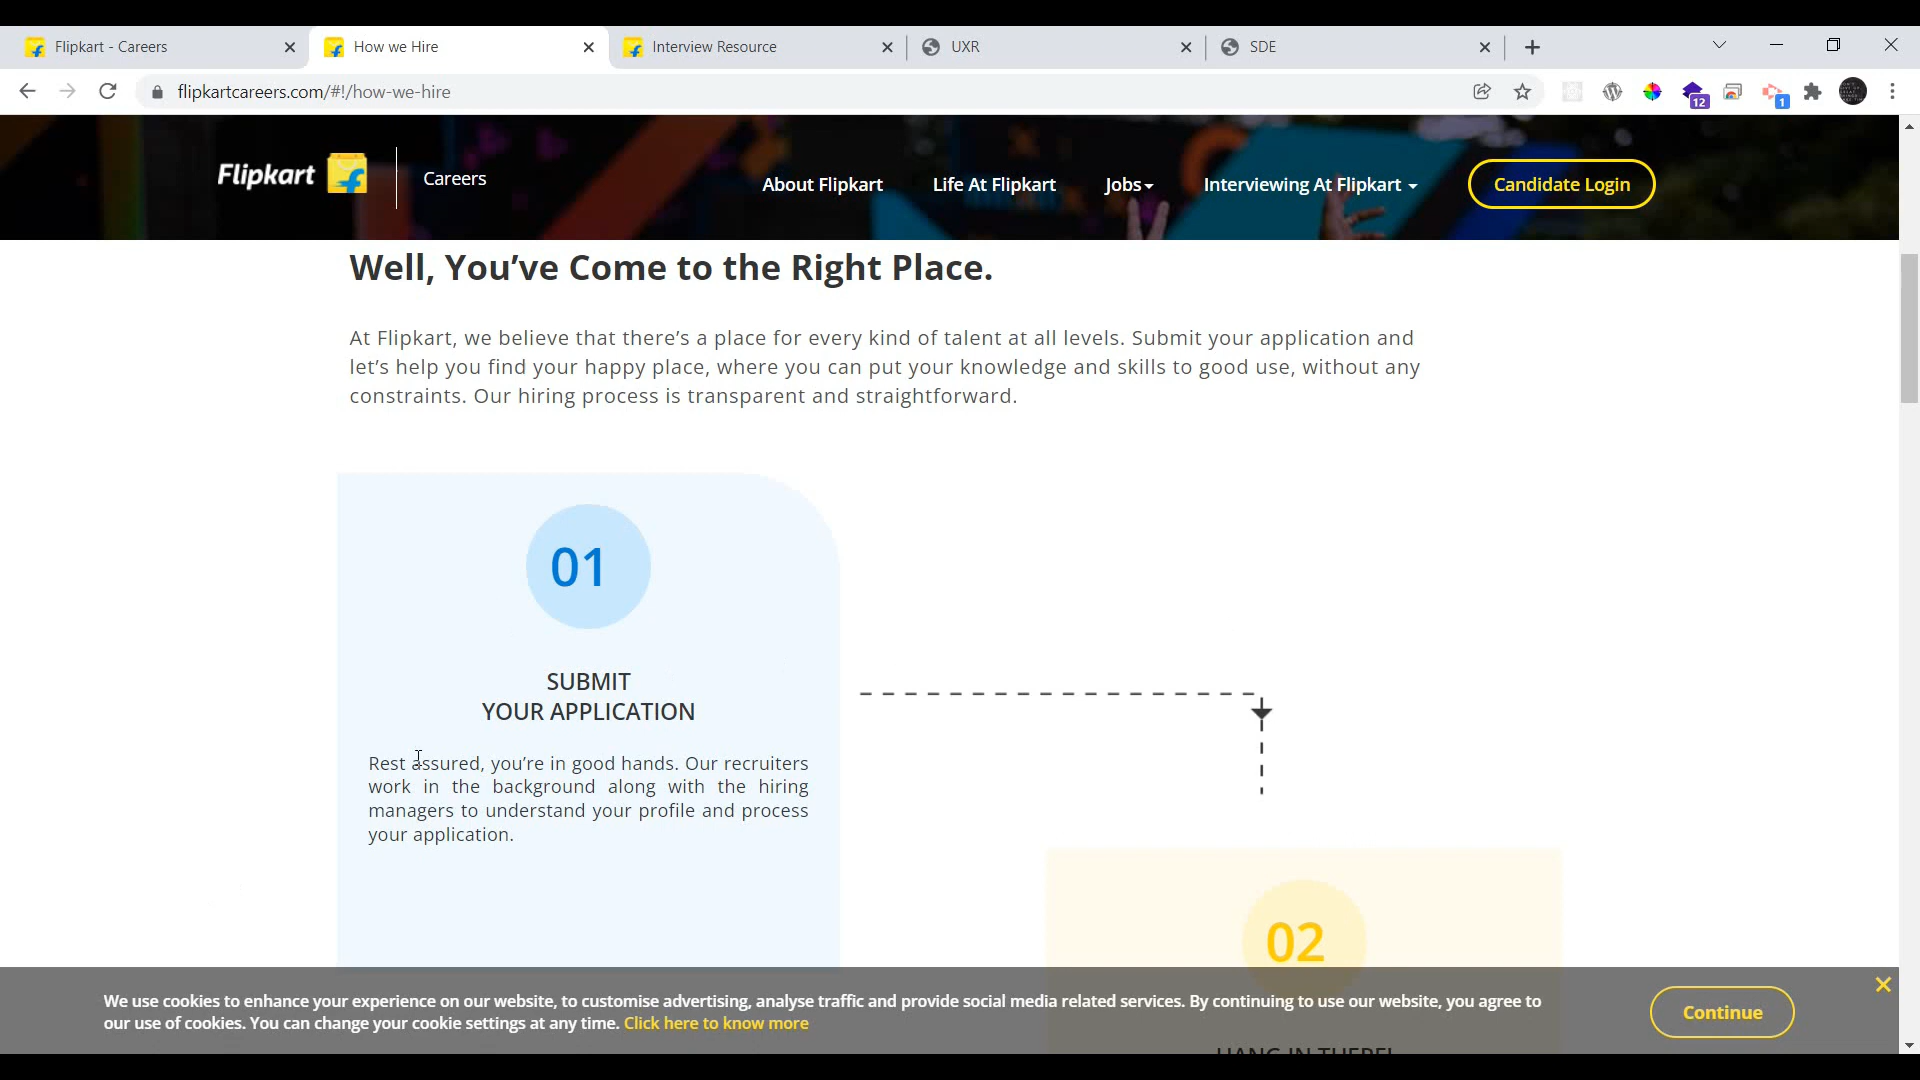 Flipkart - Careers
How we Hire
Interview Resource
UXR
SDE
flipkartcareers.com/#!/how-we-hire
12
1
Flipkart
Careers
About Flipkart
Life At Flipkart
Jobs
Interviewing At Flipkart
Candidate Login
Well, You’ve Come to the Right Place.
At Flipkart, we believe that there’s a place for every kind of talent at all levels. Submit your application and
let’s help you find your happy place, where you can put your knowledge and skills to good use, without any
constraints. Our hiring process is transparent and straightforward.
01
SUBMIT
YOUR APPLICATION
Rest assured, you’re in good hands. Our recruiters
work in the background along with the hiring
managers to understand your profile and process
your application.
02
HANG IN THERE!
We use cookies to enhance your experience on our website, to customise advertising, analyse traffic and provide social media related services. By continuing to use our website, you agree to
our use of cookies. You can change your cookie settings at any time. Click here to know more
Continue